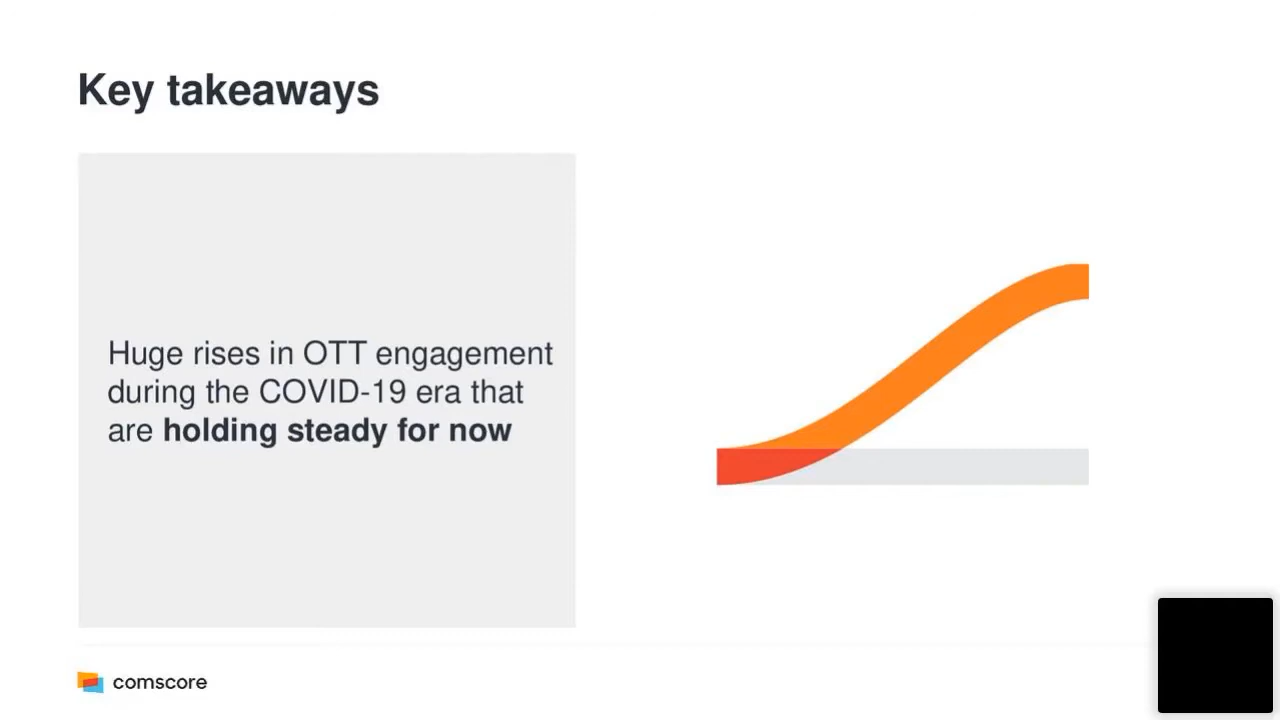 Key takeaways
Huge rises in OTT engagement
during the COVID-19 era that
are holding steady for now
comscore